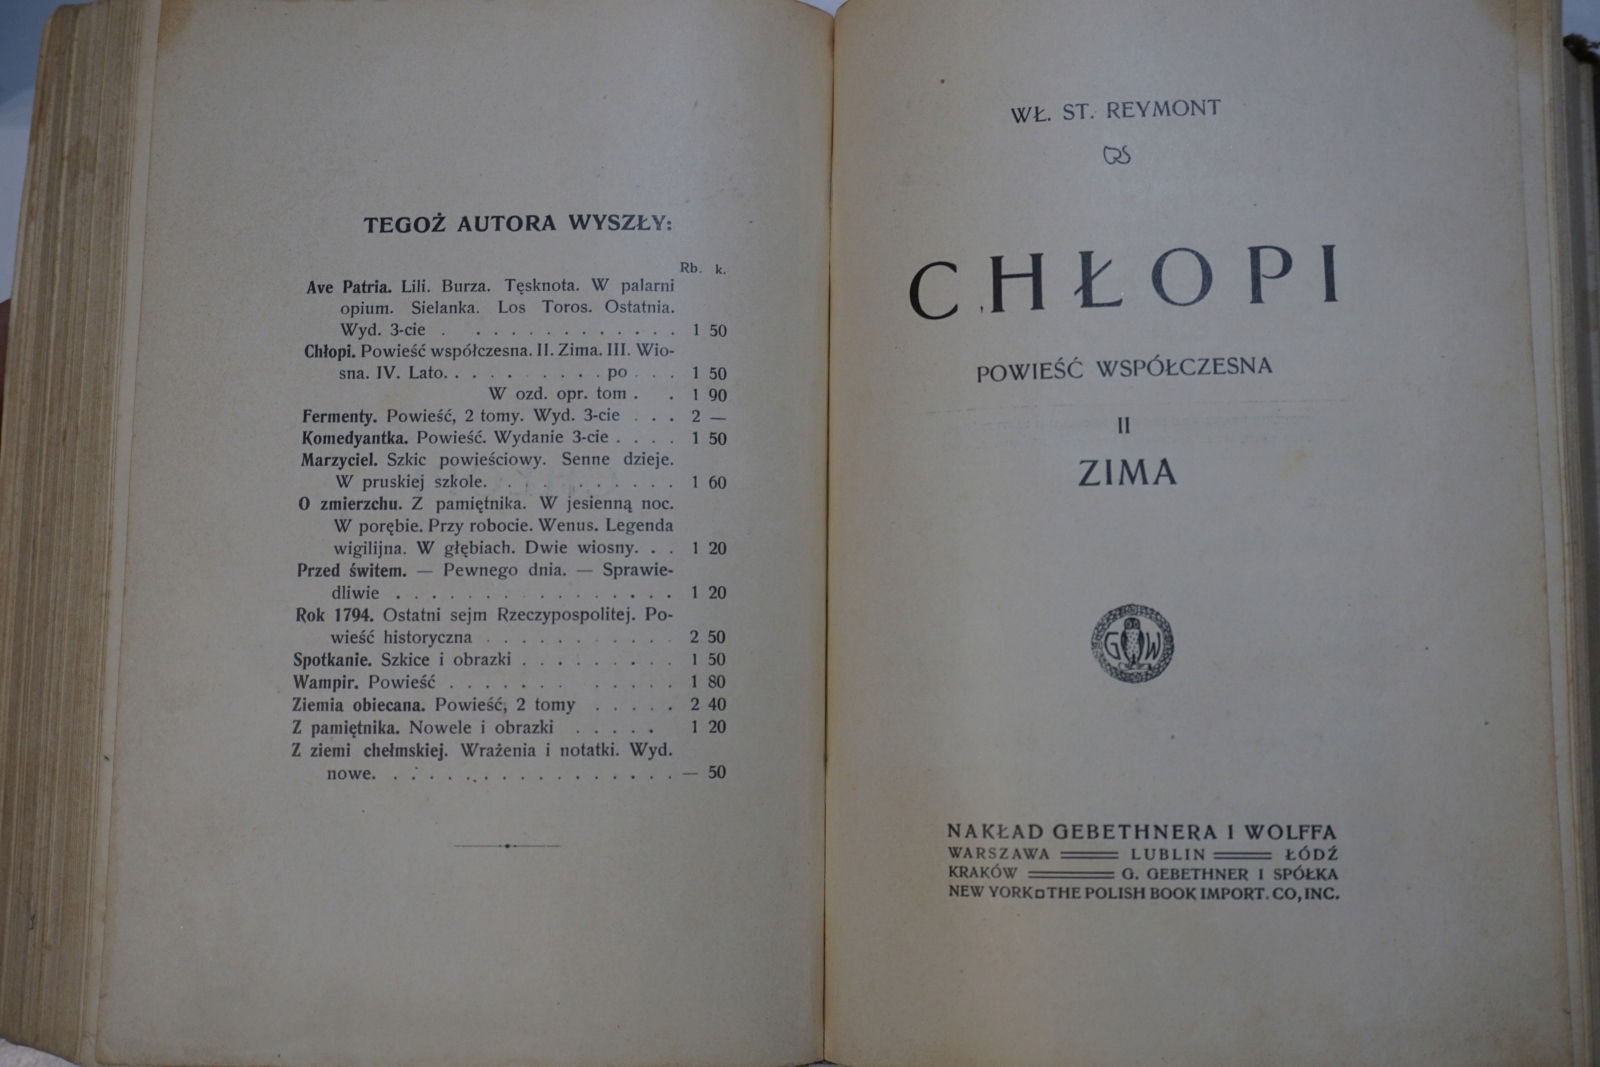 TEGOŻ AUTORA WYSZŁY:
Rb. k.
Ave Patria. Lili. Burza. Tęsknota. W palarni
opium. Sielanka. Los Toros. Ostatnia.
Wyd. 3-cie . . . . . . . . . . . . . 1 50
Chłopi. Powieść współczesna. II. Zima. III. Wio-
sna. IV. Lato. . . . . . . . . . po . . . 1 50
W ozd. opr. tom . . 1 90
Fermenty. Powieść, 2 tomy. Wyd. 3-cie . . . 2 —
Komedyantka. Powieść. Wydanie 3-cie . . . . 1 50
Marzyciel. Szkic powieściowy. Senne dzieje.
W pruskiej szkole. . . . . . . . . . . 1 60
O zmierzchu. Z pamiętnika. W jesienną noc.
W porębie. Przy robocie. Wenus. Legenda
wigilijna. W głębiach. Dwie wiosny. . . 1 20
Przed świtem. — Pewnego dnia. — Sprawie-
dliwie . . . . . . . . . . . . . . . . 1 20
Rok 1794. Ostatni sejm Rzeczypospolitej. Po-
wieść historyczna . . . . . . . . . . . 2 50
Spotkanie. Szkice i obrazki . . . . . . . . . 1 50
Wampir. Powieść . . . . . . . . . . . . 1 80
Ziemia obiecana. Powieść, 2 tomy . . . . . 2 40
Z pamiętnika. Nowele i obrazki . . . . . 1 20
Z ziemi chełmskiej. Wrażenia i notatki. Wyd.
nowe. . . . . . . . . . . . . . . . . . — 50
WŁ. ST. REYMONT
CHŁOPI
POWIEŚĆ WSPÓŁCZESNA
II
ZIMA
G W
NAKŁAD GEBETHNERA I WOLFFA
WARSZAWA LUBLIN ŁÓDŹ
KRAKÓW G. GEBETHNER I SPÓŁKA
NEW YORK THE POLISH BOOK IMPORT. CO, INC.